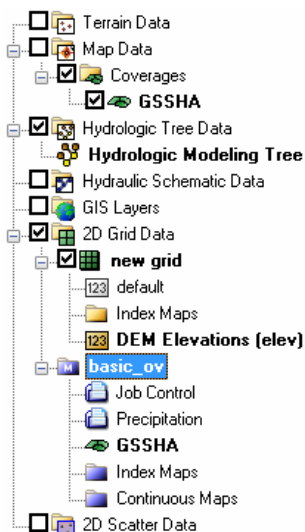 Terrain Data
Map Data
Coverages
GSSHA
Hydrologic Tree Data
Hydrologic Modeling Tree
Hydraulic Schematic Data
GIS Layers
2D Grid Data
new grid
123 default
Index Maps
123 DEM Elevations (elev)
M basic_ov
Job Control
Precipitation
GSSHA
Index Maps
Continuous Maps
2D Scatter Data